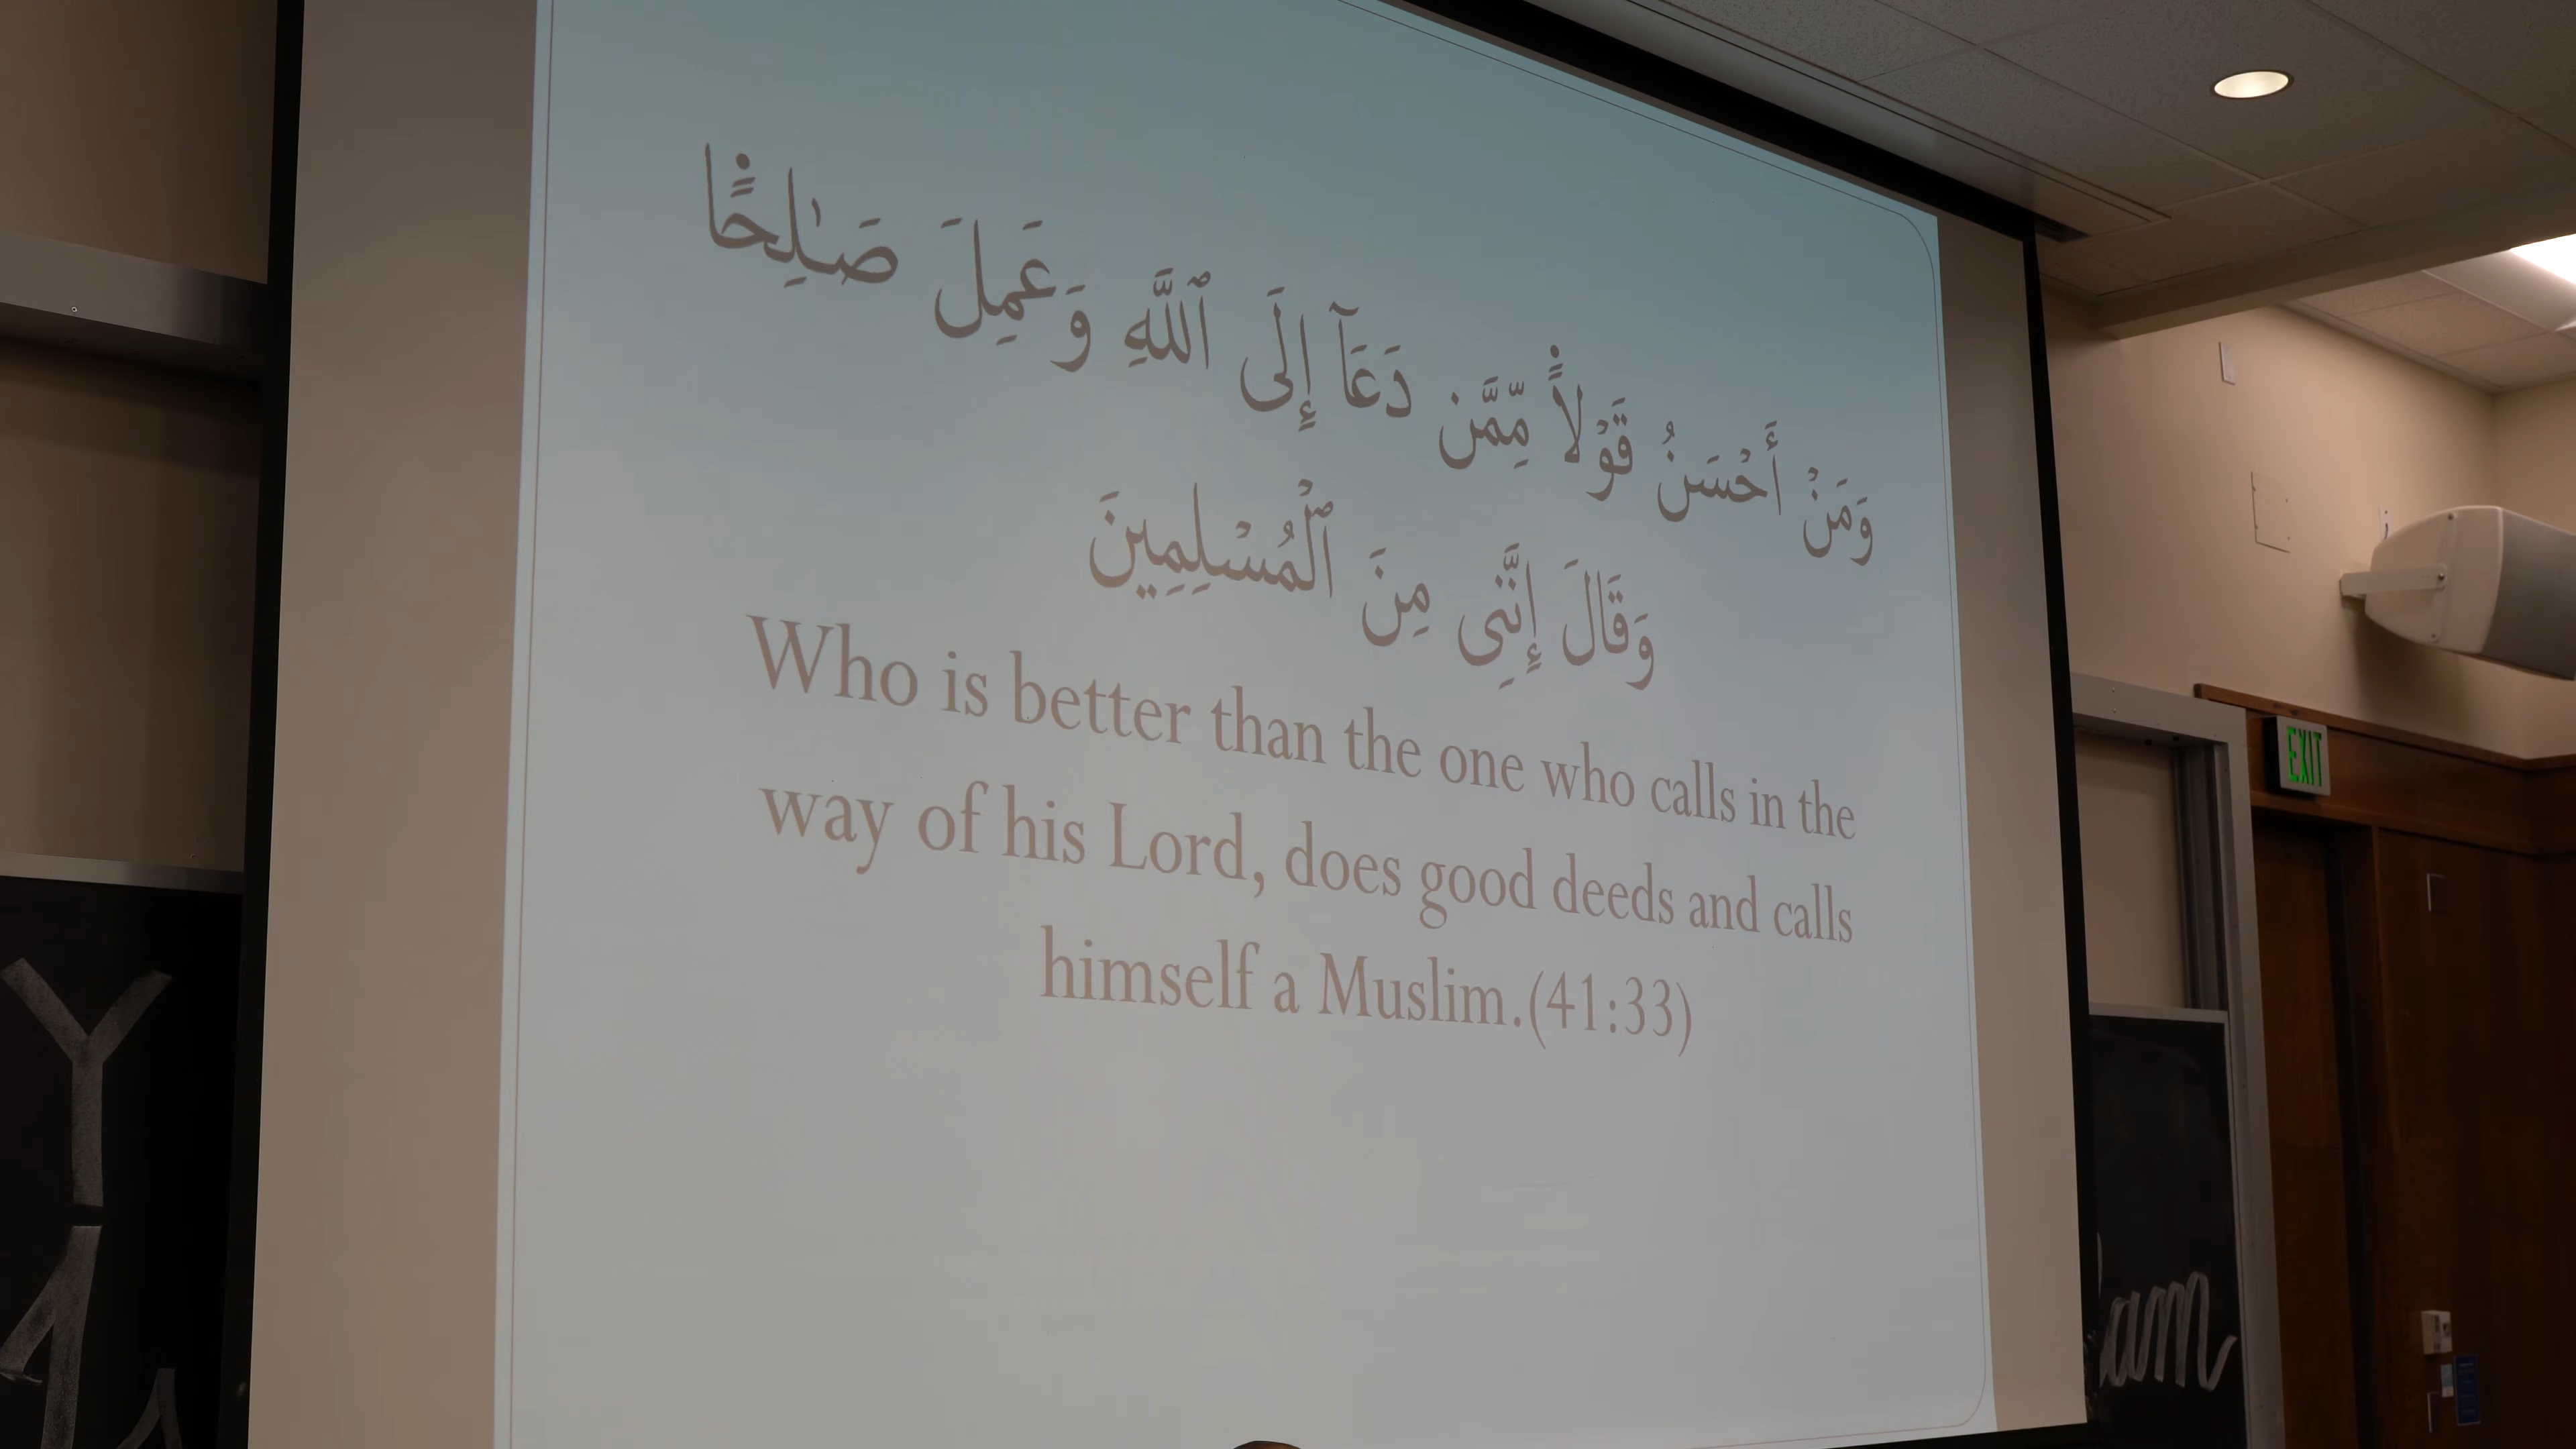 وَمَنْ أَحْسَنُ قَوْلًا مِّمَّن دَعَآ إِلَى ٱللَّهِ وَعَمِلَ صَـٰلِحًا
وَقَالَ إِنَّنِى مِنَ ٱلْمُسْلِمِينَ
Who is better than the one who calls in the
way of his Lord, does good deeds and calls
himself a Muslim.(41:33)
EXIT